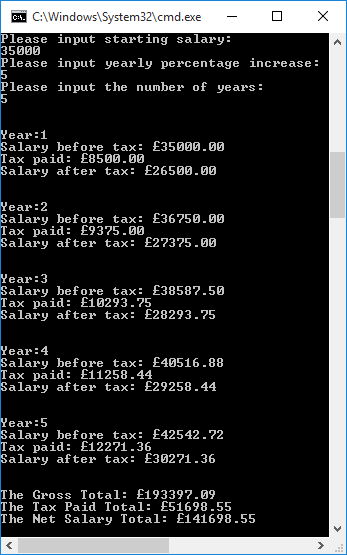 C:\Windows\System32\cmd.exe
Please input starting salary:
35000
Please input yearly percentage increase:
5
Please input the number of years:
5
Year:1
Salary before tax: £35000.00
Tax paid: £8500.00
Salary after tax: £26500.00
Year:2
Salary before tax: £36750.00
Tax paid: £9375.00
Salary after tax: £27375.00
Year:3
Salary before tax: £38587.50
Tax paid: £10293.75
Salary after tax: £28293.75
Year:4
Salary before tax: £40516.88
Tax paid: £11258.44
Salary after tax: £29258.44
Year:5
Salary before tax: £42542.72
Tax paid: £12271.36
Salary after tax: £30271.36
The Gross Total: £193397.09
The Tax Paid Total: £51698.55
The Net Salary Total: £141698.55